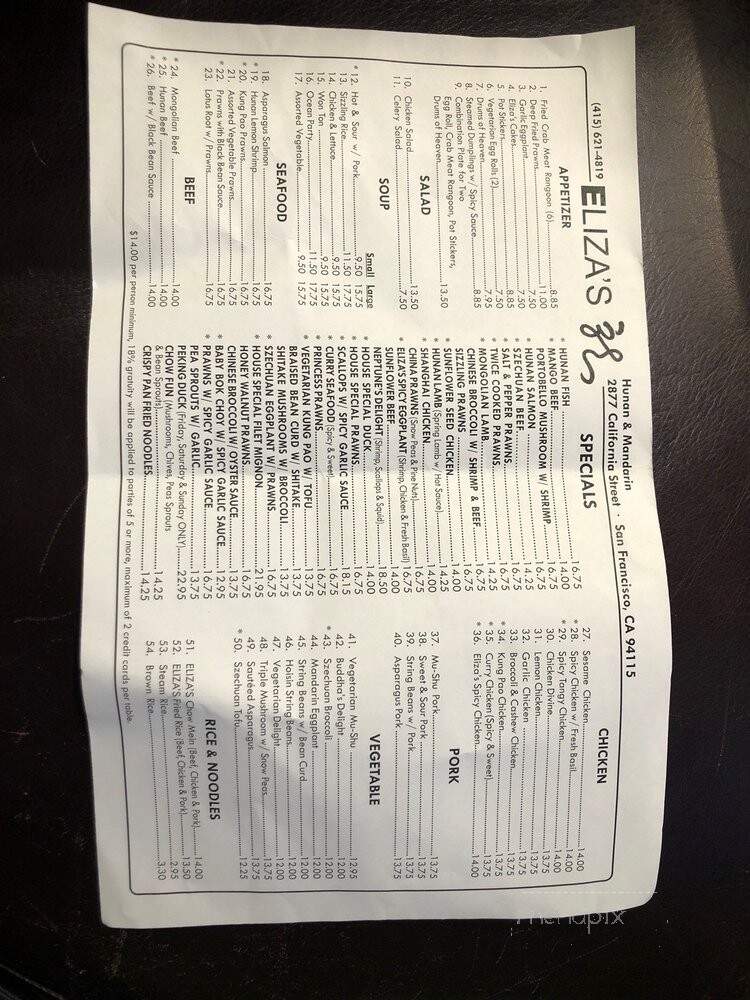 Hunan & Mandarin
2877 California Street · San Francisco, CA 94115
(415) 621-4819
ELIZA'S
APPETIZER
1. Fried Crab Meat Rangoon (6) 8.85
2. Deep Fried Prawns 11.00
3. Garlic Eggplant 7.50
4. Eliza's Cakes 7.50
5. Pot Stickers 8.85
6. Vegetarian Egg Rolls (2) 7.50
7. Drums of Heaven 7.95
8. Steamed Dumplings w/ Spicy Sauce 8.85
9. Combination Plate for Two
Egg Roll, Crab Meat Rangoon, Pot Stickers,
Drums of Heaven 13.50
SALAD
10. Chicken Salad 13.50
11. Celery Salad 7.50
SOUP
Small Large
* 12. Hot & Sour w/ Pork 9.50 15.75
13. Sizzling Rice 11.50 17.75
14. Chicken & Lettuce 9.50 15.75
15. Won Ton 9.50 15.75
16. Ocean Party 11.50 17.75
17. Assorted Vegetable 9.50 15.75
SEAFOOD
18. Asparagus Salmon 16.75
* 19. Hunan Lemon Shrimp 16.75
* 20. Kung Pao Prawns 16.75
21. Assorted Vegetable Prawns 16.75
* 22. Prawns with Black Bean Sauce 16.75
23. Lotus Root w/ Prawns 16.75
BEEF
* 24. Mongolian Beef 14.00
* 25. Hunan Beef 14.00
* 26. Beef w/ Black Bean Sauce 14.00
SPECIALS
* HUNAN FISH 16.75
* MANGO BEEF 14.00
PORTOBELLO MUSHROOM W/ SHRIMP 16.75
* HUNAN SALMON 16.75
* SZECHUAN BEEF 14.25
* SALT & PEPPER PRAWNS 16.75
* TWICE COOKED PRAWNS 16.75
* MONGOLIAN LAMB 14.25
CHINESE BROCCOLI W/ SHRIMP & BEEF 16.75
SIZZLING PRAWNS 16.75
* SUNFLOWER FRIED CHICKEN 14.00
* HUNAN LAMB (Spring Lamb w/ Hot Sauce) 14.25
* SHANGHAI CHICKEN 14.00
CHINA PRAWNS (Snow Peas & Pine Nuts) 16.75
* ELIZA'S SPICY EGGPLANT (Shrimp, Chicken & Fresh Basil) 16.75
SUNFLOWER BEEF 14.00
NEPTUNE'S DELIGHT (Shrimp, Scallops & Squid) 18.50
* HOUSE SPECIAL DUCK 14.00
* HOUSE SPECIAL PRAWNS 16.75
* SCALLOPS W/ SPICY GARLIC SAUCE 18.15
* CURRY SEAFOOD (Spicy & Sweet) 16.75
* PRINCESS PRAWNS 16.75
* VEGETARIAN KUNG PAO W/ TOFU 13.75
BRAISED BEAN CURD W/ SHITAKE 13.75
SHITAKE MUSHROOMS W/ BROCCOLI 13.75
* SZECHUAN EGGPLANT W/ PRAWNS 16.75
* HOUSE SPECIAL FILET MIGNON 21.95
HONEY WALNUT PRAWNS 16.75
CHINESE BROCCOLI W/ OYSTER SAUCE 13.75
* BABY BOK CHOY W/ SPICY GARLIC SAUCE 12.95
* PRAWNS W/ SPICY GARLIC SAUCE 16.75
PEA SPROUTS W/ GARLIC 13.75
PEKING DUCK (Friday, Saturday & Sunday ONLY) 22.95
CHOW FUN (Mushrooms, Chives, Peas Sprouts
& Bean Sprouts) 14.25
CRISPY PAN FRIED NOODLES 14.25
CHICKEN
27. Sesame Chicken 14.00
* 28. Spicy Chicken w/ Fresh Basil 14.00
* 29. Spicy Tangy Chicken 14.00
30. Chicken Divine 13.75
31. Lemon Chicken 13.75
32. Garlic Chicken 13.75
33. Broccoli & Cashew Chicken 13.75
* 34. Kung Pao Chicken 13.75
* 35. Curry Chicken (Spicy & Sweet) 13.75
* 36. Eliza's Spicy Chicken 14.00
PORK
37. Mu-Shu Pork 13.75
38. Sweet & Sour Pork 13.75
39. String Beans w/ Pork 13.75
40. Asparagus Pork 13.75
VEGETABLE
41. Vegetarian Mu-Shu 12.95
42. Buddha's Delight 12.00
* 43. Szechuan Broccoli 12.00
44. Mandarin Eggplant 12.00
45. String Beans w/ Bean Curd 12.00
46. Hoisin String Beans 12.00
47. Vegetarian Delight 12.00
48. Triple Mushroom w/ Snow Peas 13.75
49. Sauteed Asparagus 13.75
* 50. Szechuan Tofu 12.25
RICE & NOODLES
51. ELIZA'S Chow Mein (Beef, Chicken & Pork) 14.00
52. ELIZA'S Fried Rice (Beef, Chicken & Pork) 13.50
53. Steam Rice 2.95
54. Brown Rice 3.30
$14.00 per person minimum, 18% gratuity will be applied to parties of 5 or more, maximum of 2 credit cards per table.
menupix